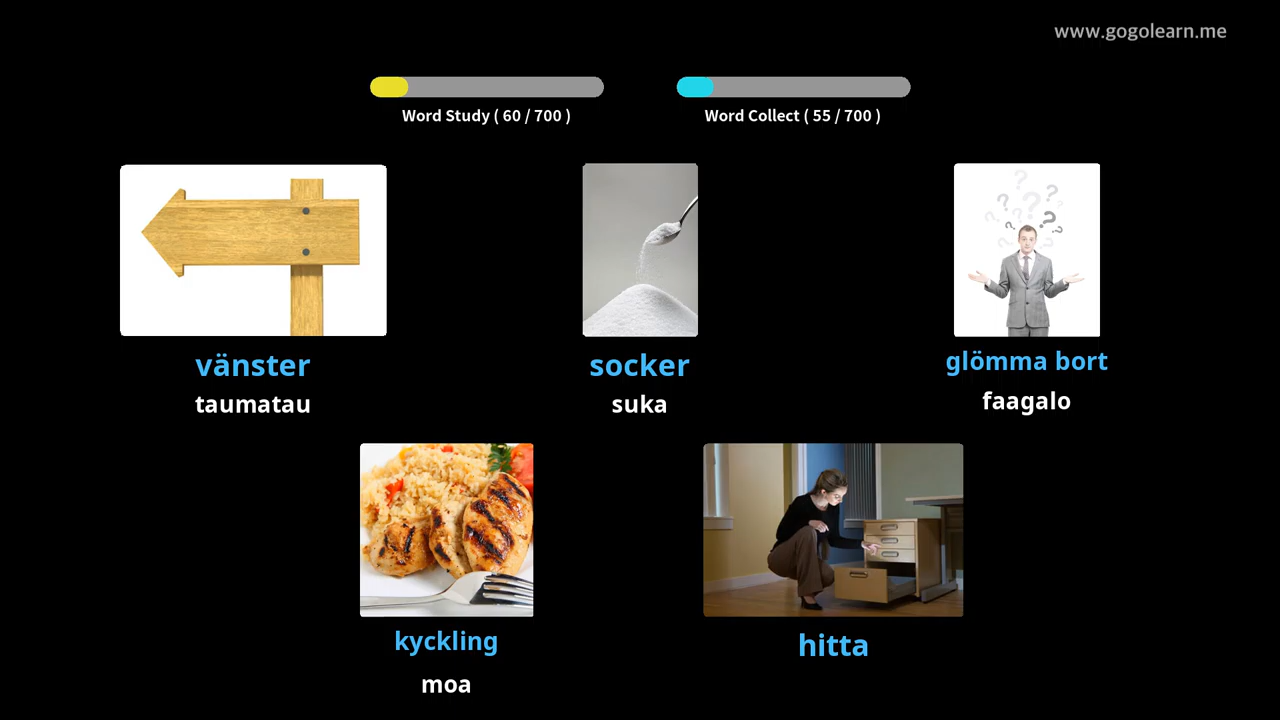 www.gogolearn.me
Word Study ( 60 / 700 )
Word Collect ( 55 / 700 )
vänster
taumatau
socker
suka
glömma bort
faagalo
kyckling
moa
hitta